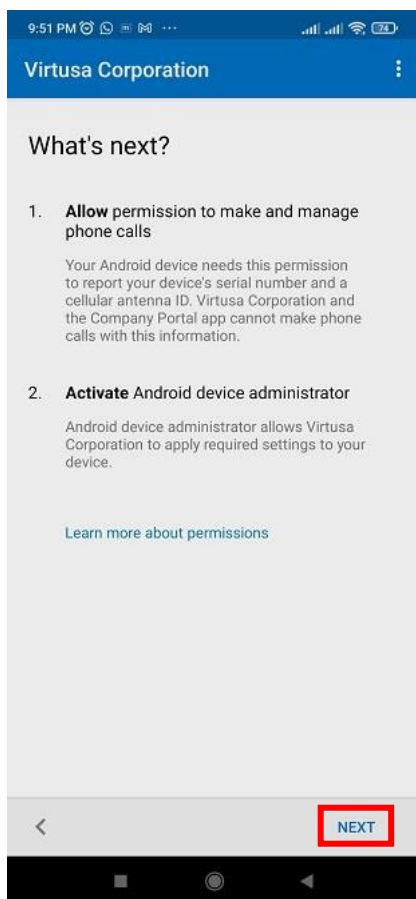 9:51 PM ... 74
Virtusa Corporation
What's next?
1. Allow permission to make and manage
phone calls
Your Android device needs this permission
to report your device's serial number and a
cellular antenna ID. Virtusa Corporation and
the Company Portal app cannot make phone
calls with this information.
2. Activate Android device administrator
Android device administrator allows Virtusa
Corporation to apply required settings to your
device.
Learn more about permissions
NEXT